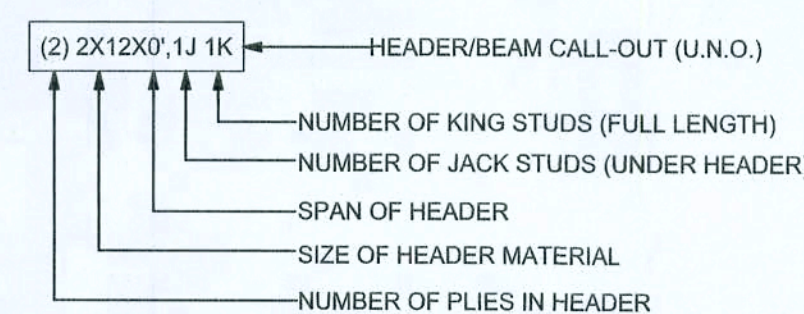 (2) 2X12X0',1J 1K
HEADER/BEAM CALL-OUT (U.N.O.)
NUMBER OF KING STUDS (FULL LENGTH)
NUMBER OF JACK STUDS (UNDER HEADER)
SPAN OF HEADER
SIZE OF HEADER MATERIAL
NUMBER OF PLIES IN HEADER